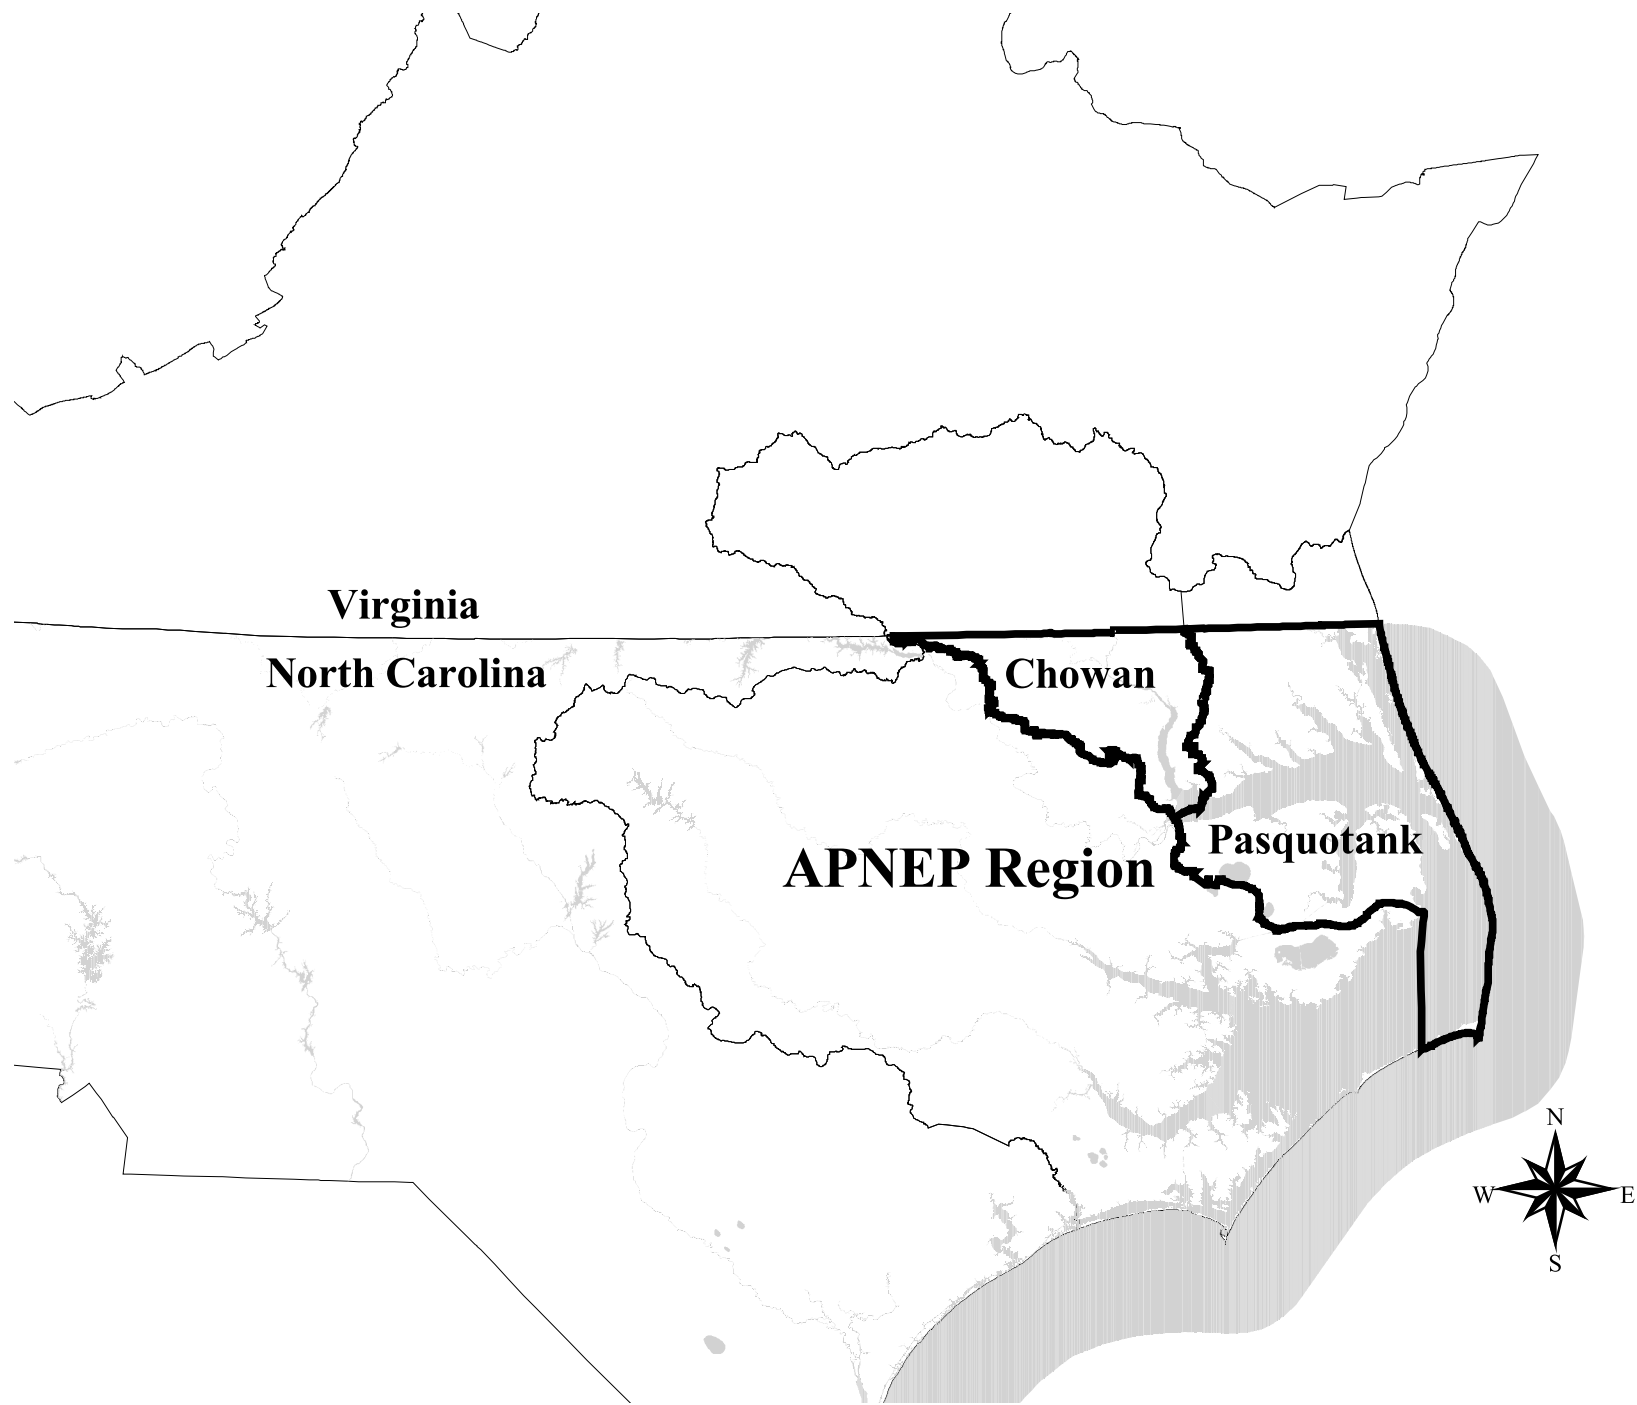 Virginia
North Carolina
Chowan
Pasquotank
APNEP Region
N
W
E
S